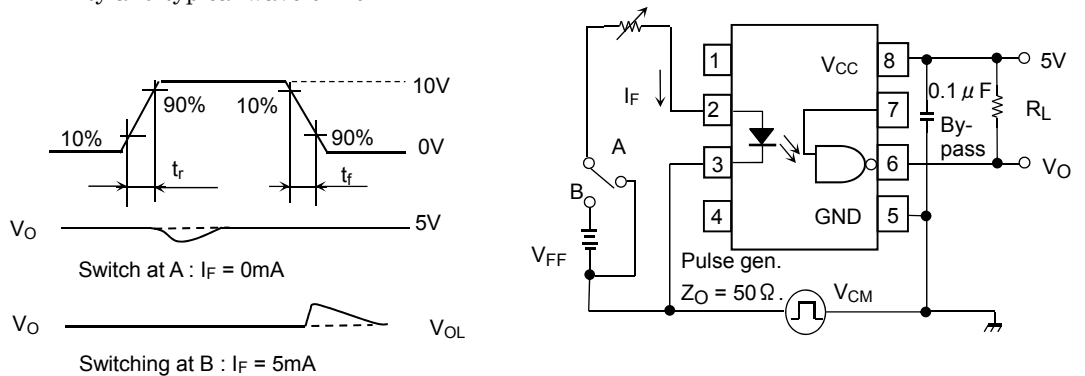 10V
90%
10%
10%
90%
0V
tr
tf
VO
5V
Switch at A : IF = 0mA
VO
VOL
Switching at B : IF = 5mA
IF
A
B
VFF
1
2
3
4
VCC
GND
8
7
6
5
0.1 μF
By-
pass
RL
5V
VO
Pulse gen.
ZO = 50Ω.
VCM